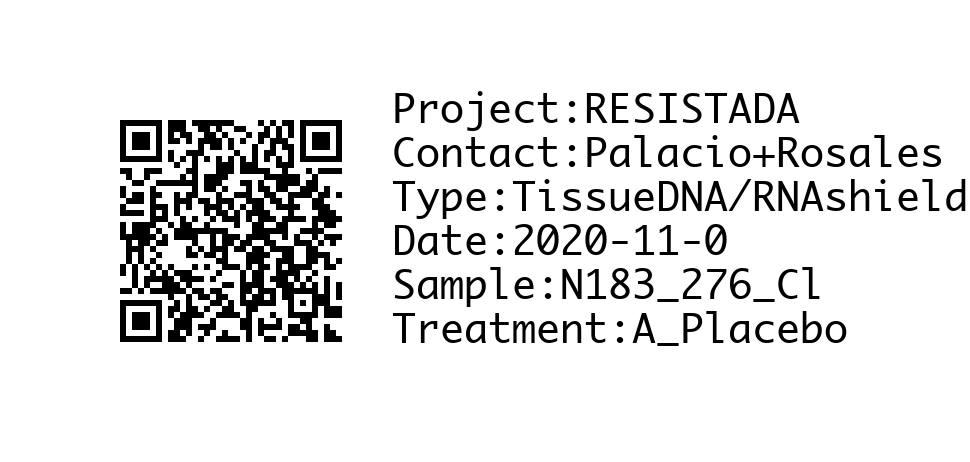 Project:RESISTADA
Contact:Palacio+Rosales
Type:TissueDNA/RNAshield
Date:2020-11-0
Sample:N183_276_Cl
Treatment:A_Placebo